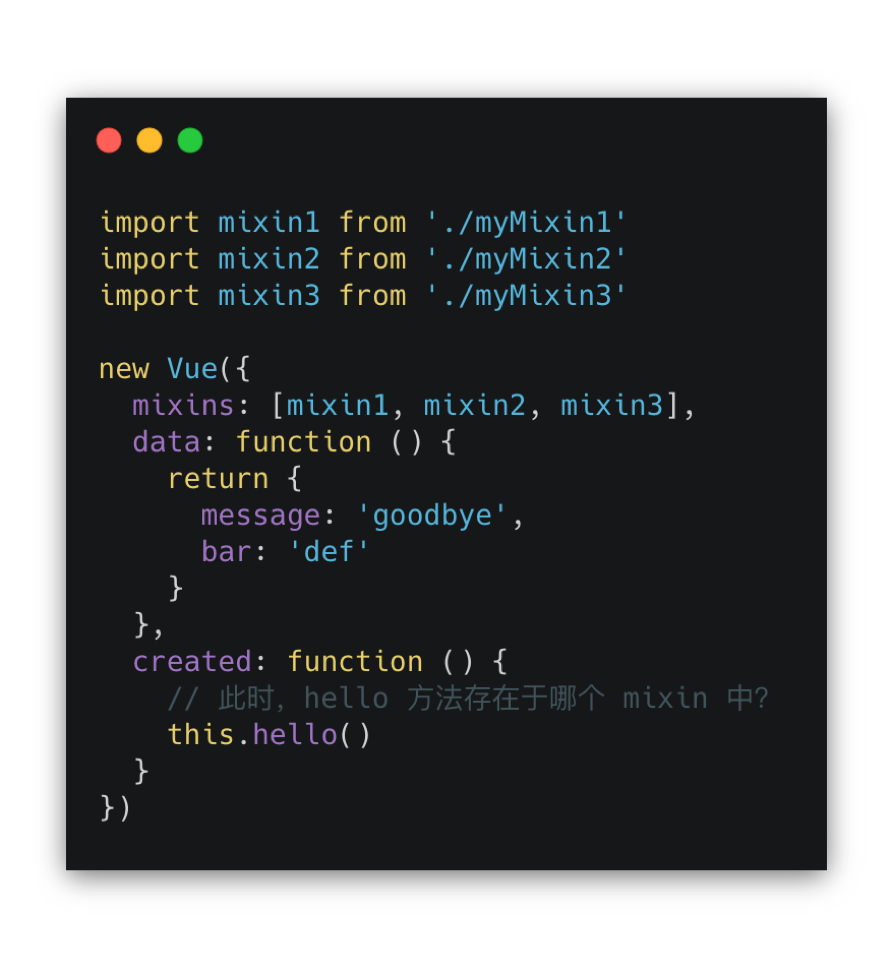 import mixin1 from './myMixin1'
import mixin2 from './myMixin2'
import mixin3 from './myMixin3'

new Vue({
  mixins: [mixin1, mixin2, mixin3],
  data: function () {
    return {
      message: 'goodbye',
      bar: 'def'
    }
  },
  created: function () {
    // 此时，hello 方法存在于哪个 mixin 中？
    this.hello()
  }
})